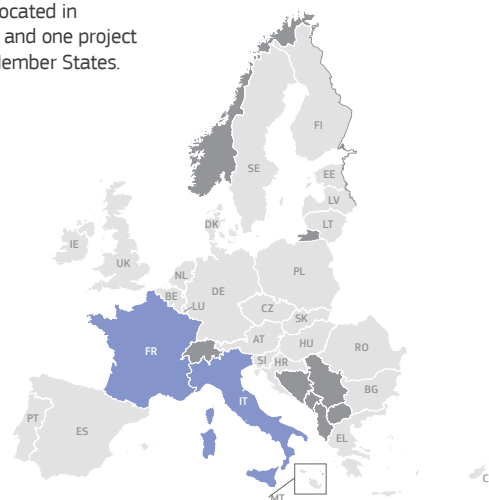 located in
and one project
Member States.
FI
SE
EE
LV
LT
DK
IE
UK
NL
BE
LU
DE
PL
CZ
SK
AT
HU
SI
HR
RO
FR
IT
BG
PT
ES
EL
MT
C